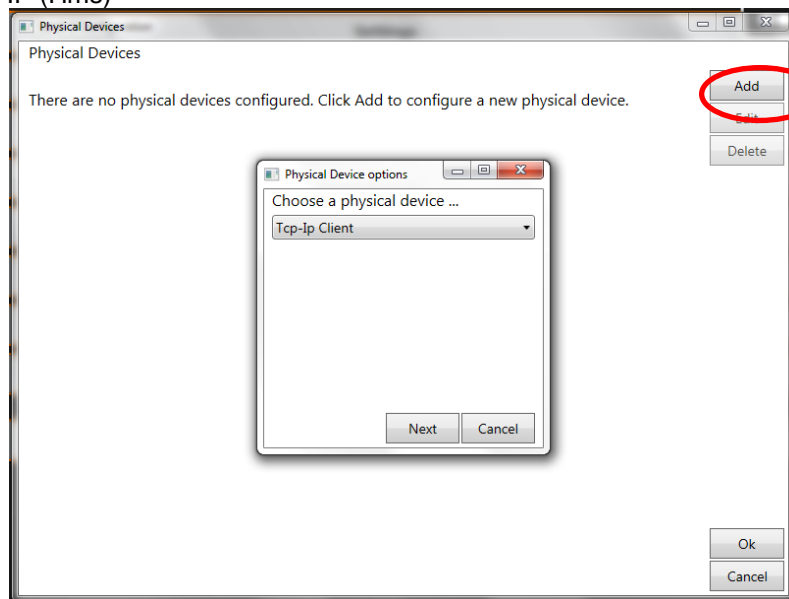 Physical Devices
Physical Devices
Add
There are no physical devices configured. Click Add to configure a new physical device.
Edit
Delete
Physical Device options
Choose a physical device ...
Tcp-Ip Client
Next Cancel
Ok
Cancel